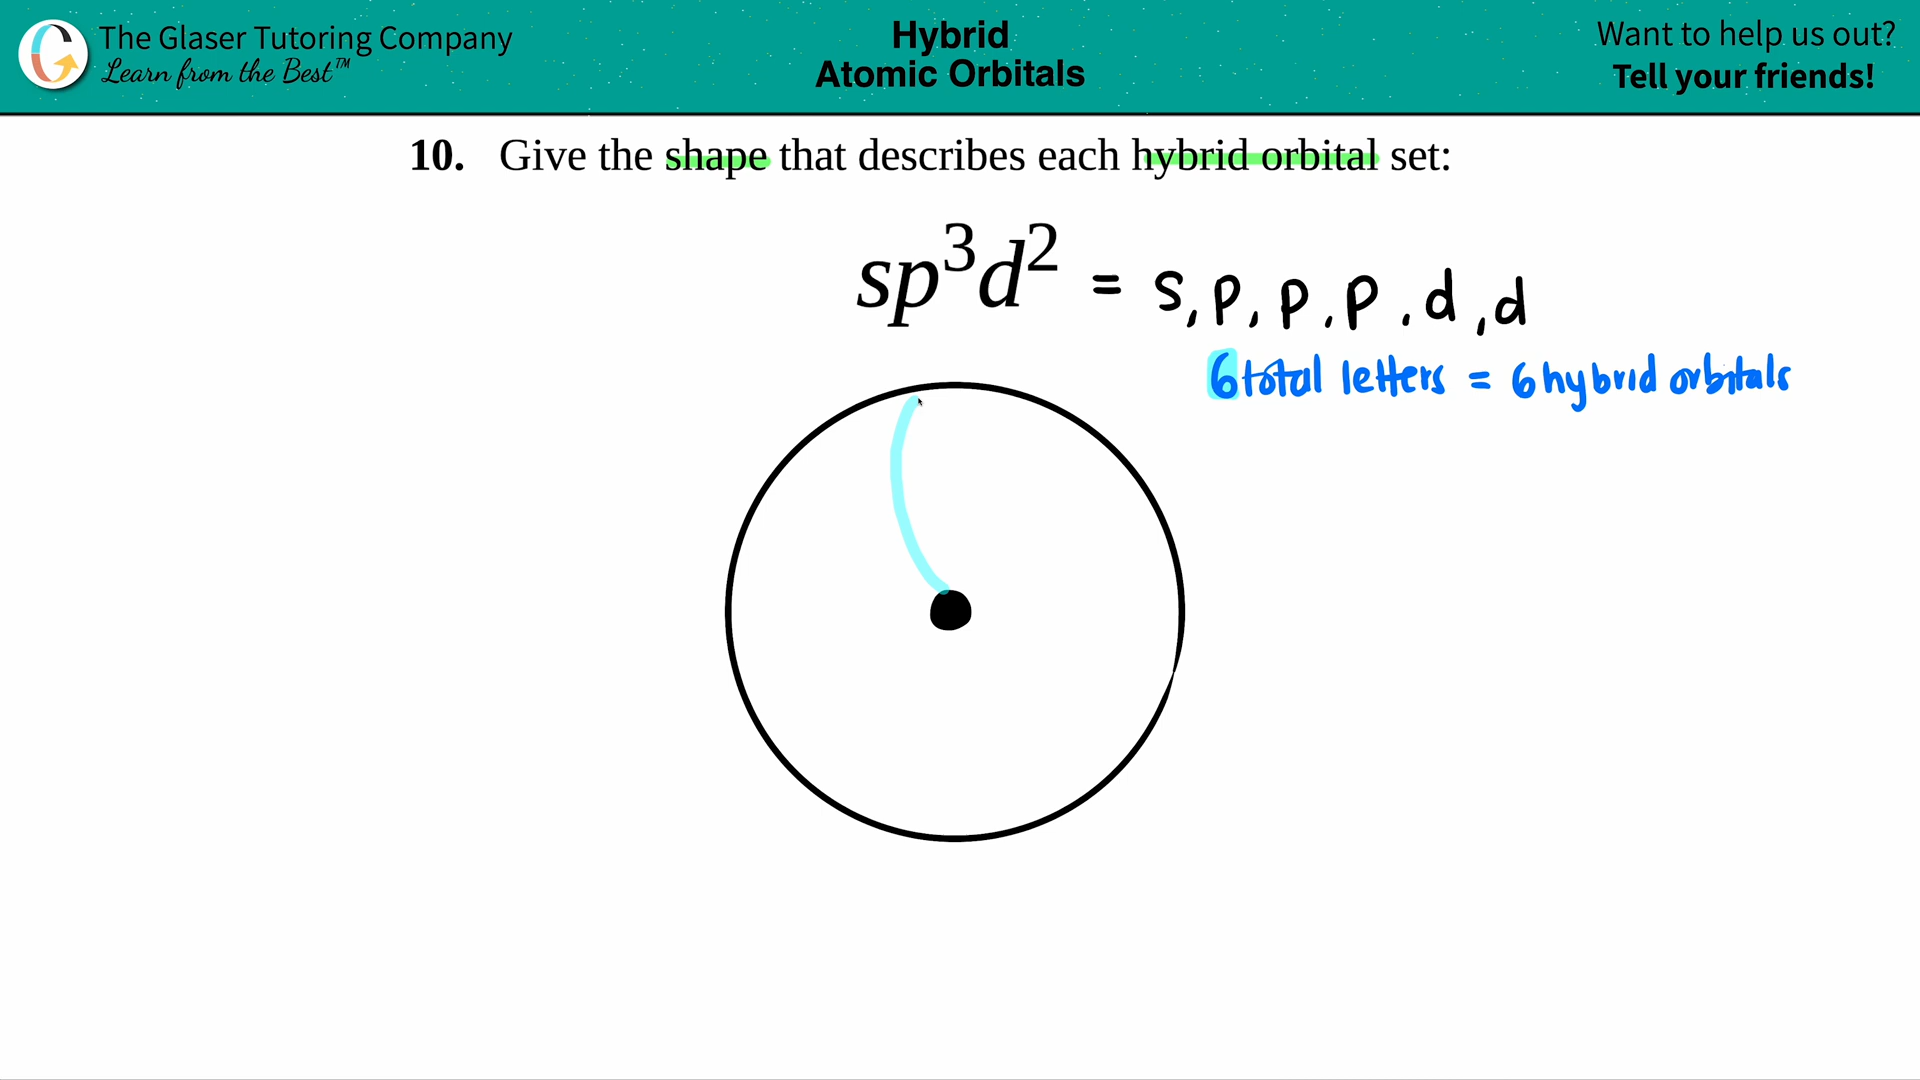 The Glaser Tutoring Company
Learn from the Best™
Hybrid
Atomic Orbitals
Want to help us out?
Tell your friends!
10. Give the shape that describes each hybrid orbital set:
sp³d² = s, p, p, p, d, d
6 total letters = 6 hybrid orbitals